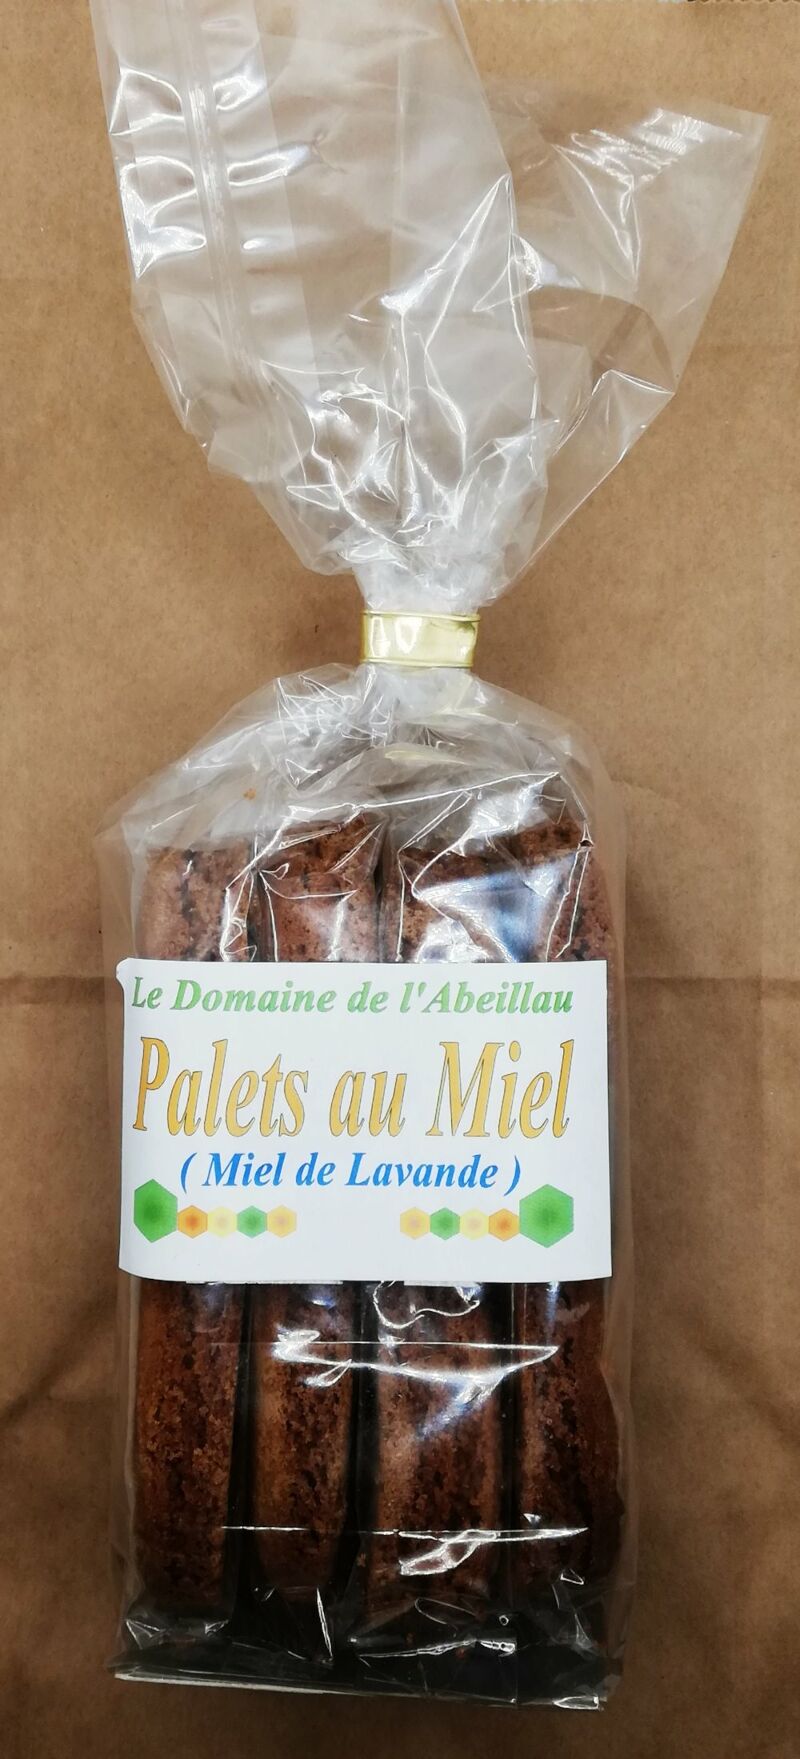 Le Domaine de l'Abeillau
Palets au Miel
( Miel de Lavande )